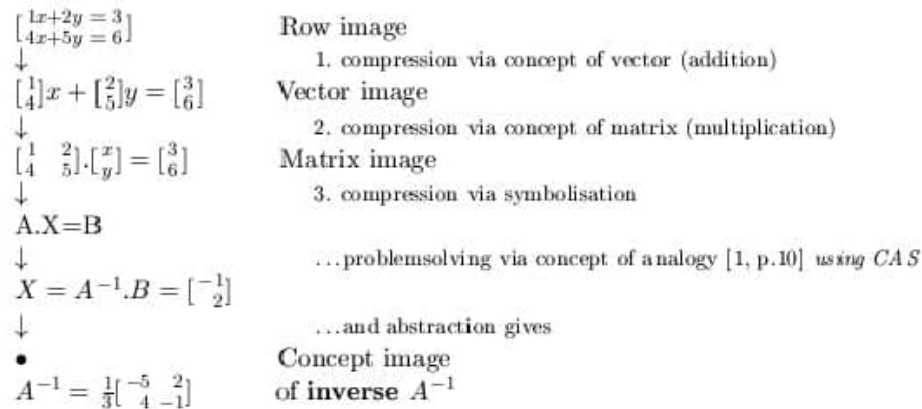 [1x+2y = 3 Row image
4x+5y = 6]
↓ 1. compression via concept of vector (addition)
[1 4]x + [2 5]y = [3 6] Vector image
↓ 2. compression via concept of matrix (multiplication)
[1 2 4 5].[x y] = [3 6] Matrix image
↓ 3. compression via symbolisation
A.X=B
↓ ...problemsolving via concept of analogy [1, p.10] using CAS
X = A⁻¹.B = [−1 2]
↓ ...and abstraction gives
• Concept image
A⁻¹ = 1/3[−5 2 4 −1] of inverse A⁻¹